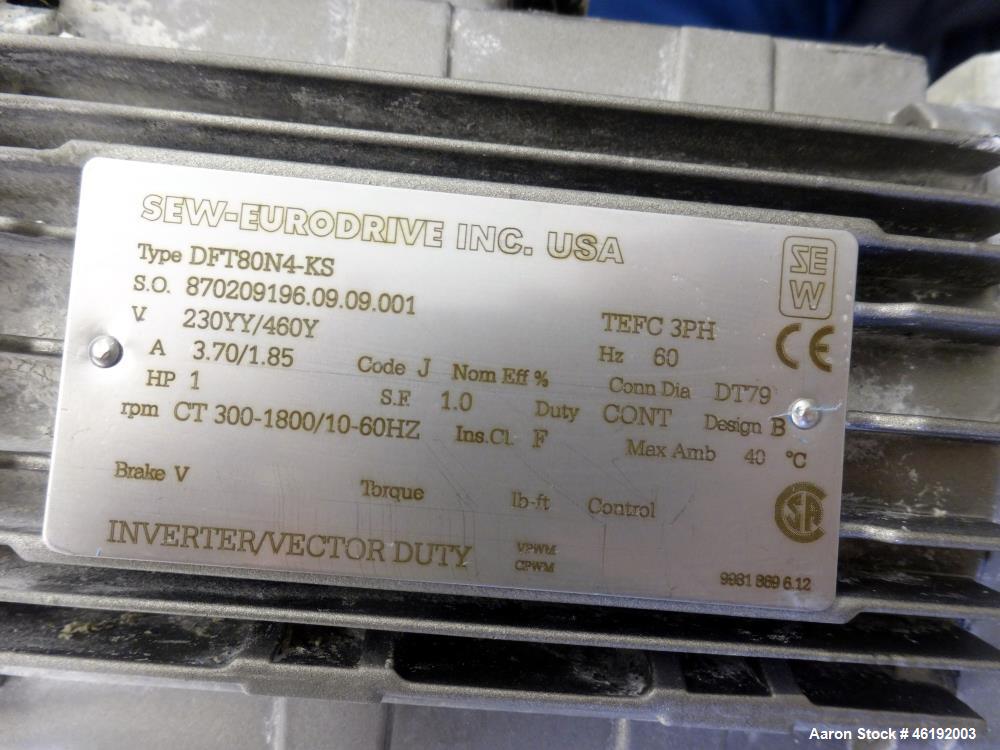 SEW-EURODRIVE INC. USA
SE
W
Type DFT80N4-KS
S.O. 870209196.09.09.001
V 230YY/460Y TEFC 3PH
CE
A 3.70/1.85 Code J Nom Eff % Hz 60
HP 1 S.F. 1.0 Duty CONT Conn Dia DT79
rpm CT 300-1800/10-60HZ Ins.Cl. F Design B
Max Amb 40 °C
Brake V Torque lb-ft Control
INVERTER/VECTOR DUTY VPWM
CPWM
9931 869 6.12
Aaron Stock # 46192003